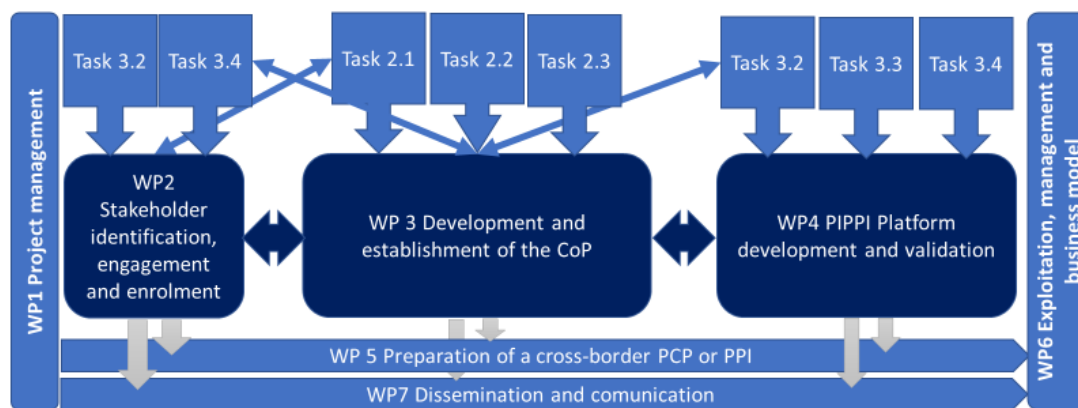 WP1 Project management
Task 3.2
Task 3.4
Task 2.1
Task 2.2
Task 2.3
Task 3.2
Task 3.3
Task 3.4
WP2
Stakeholder
identification,
engagement
and enrolment
WP 3 Development and
establishment of the CoP
WP4 PIPPI Platform
development and validation
WP 5 Preparation of a cross-border PCP or PPI
WP7 Dissemination and comunication
WP6 Exploitation, management and
business model